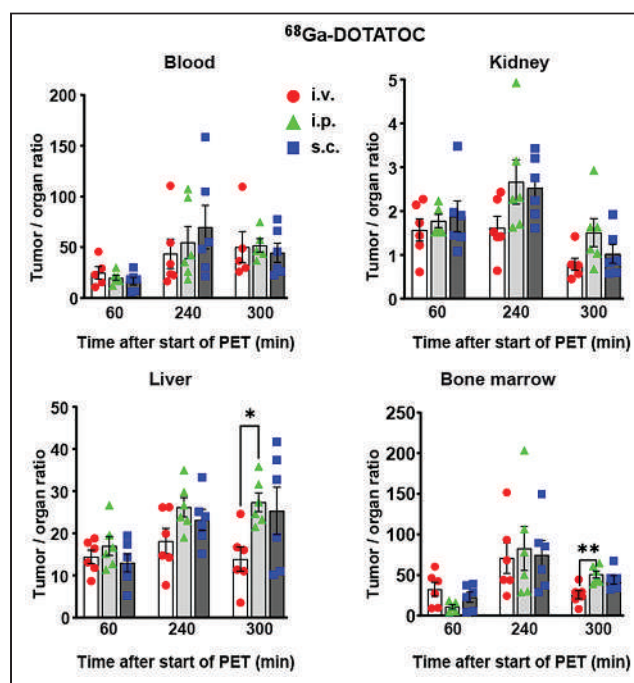 ⁶⁸Ga-DOTATOC
Blood
Tumor / organ ratio
200
150
100
50
0
60 240 300
Time after start of PET (min)
i.v.
i.p.
s.c.
Kidney
Tumor / organ ratio
5
4
3
2
1
0
60 240 300
Time after start of PET (min)
Liver
Tumor / organ ratio
50
40
30
20
10
0
*
60 240 300
Time after start of PET (min)
Bone marrow
Tumor / organ ratio
250
200
150
100
50
0
**
60 240 300
Time after start of PET (min)